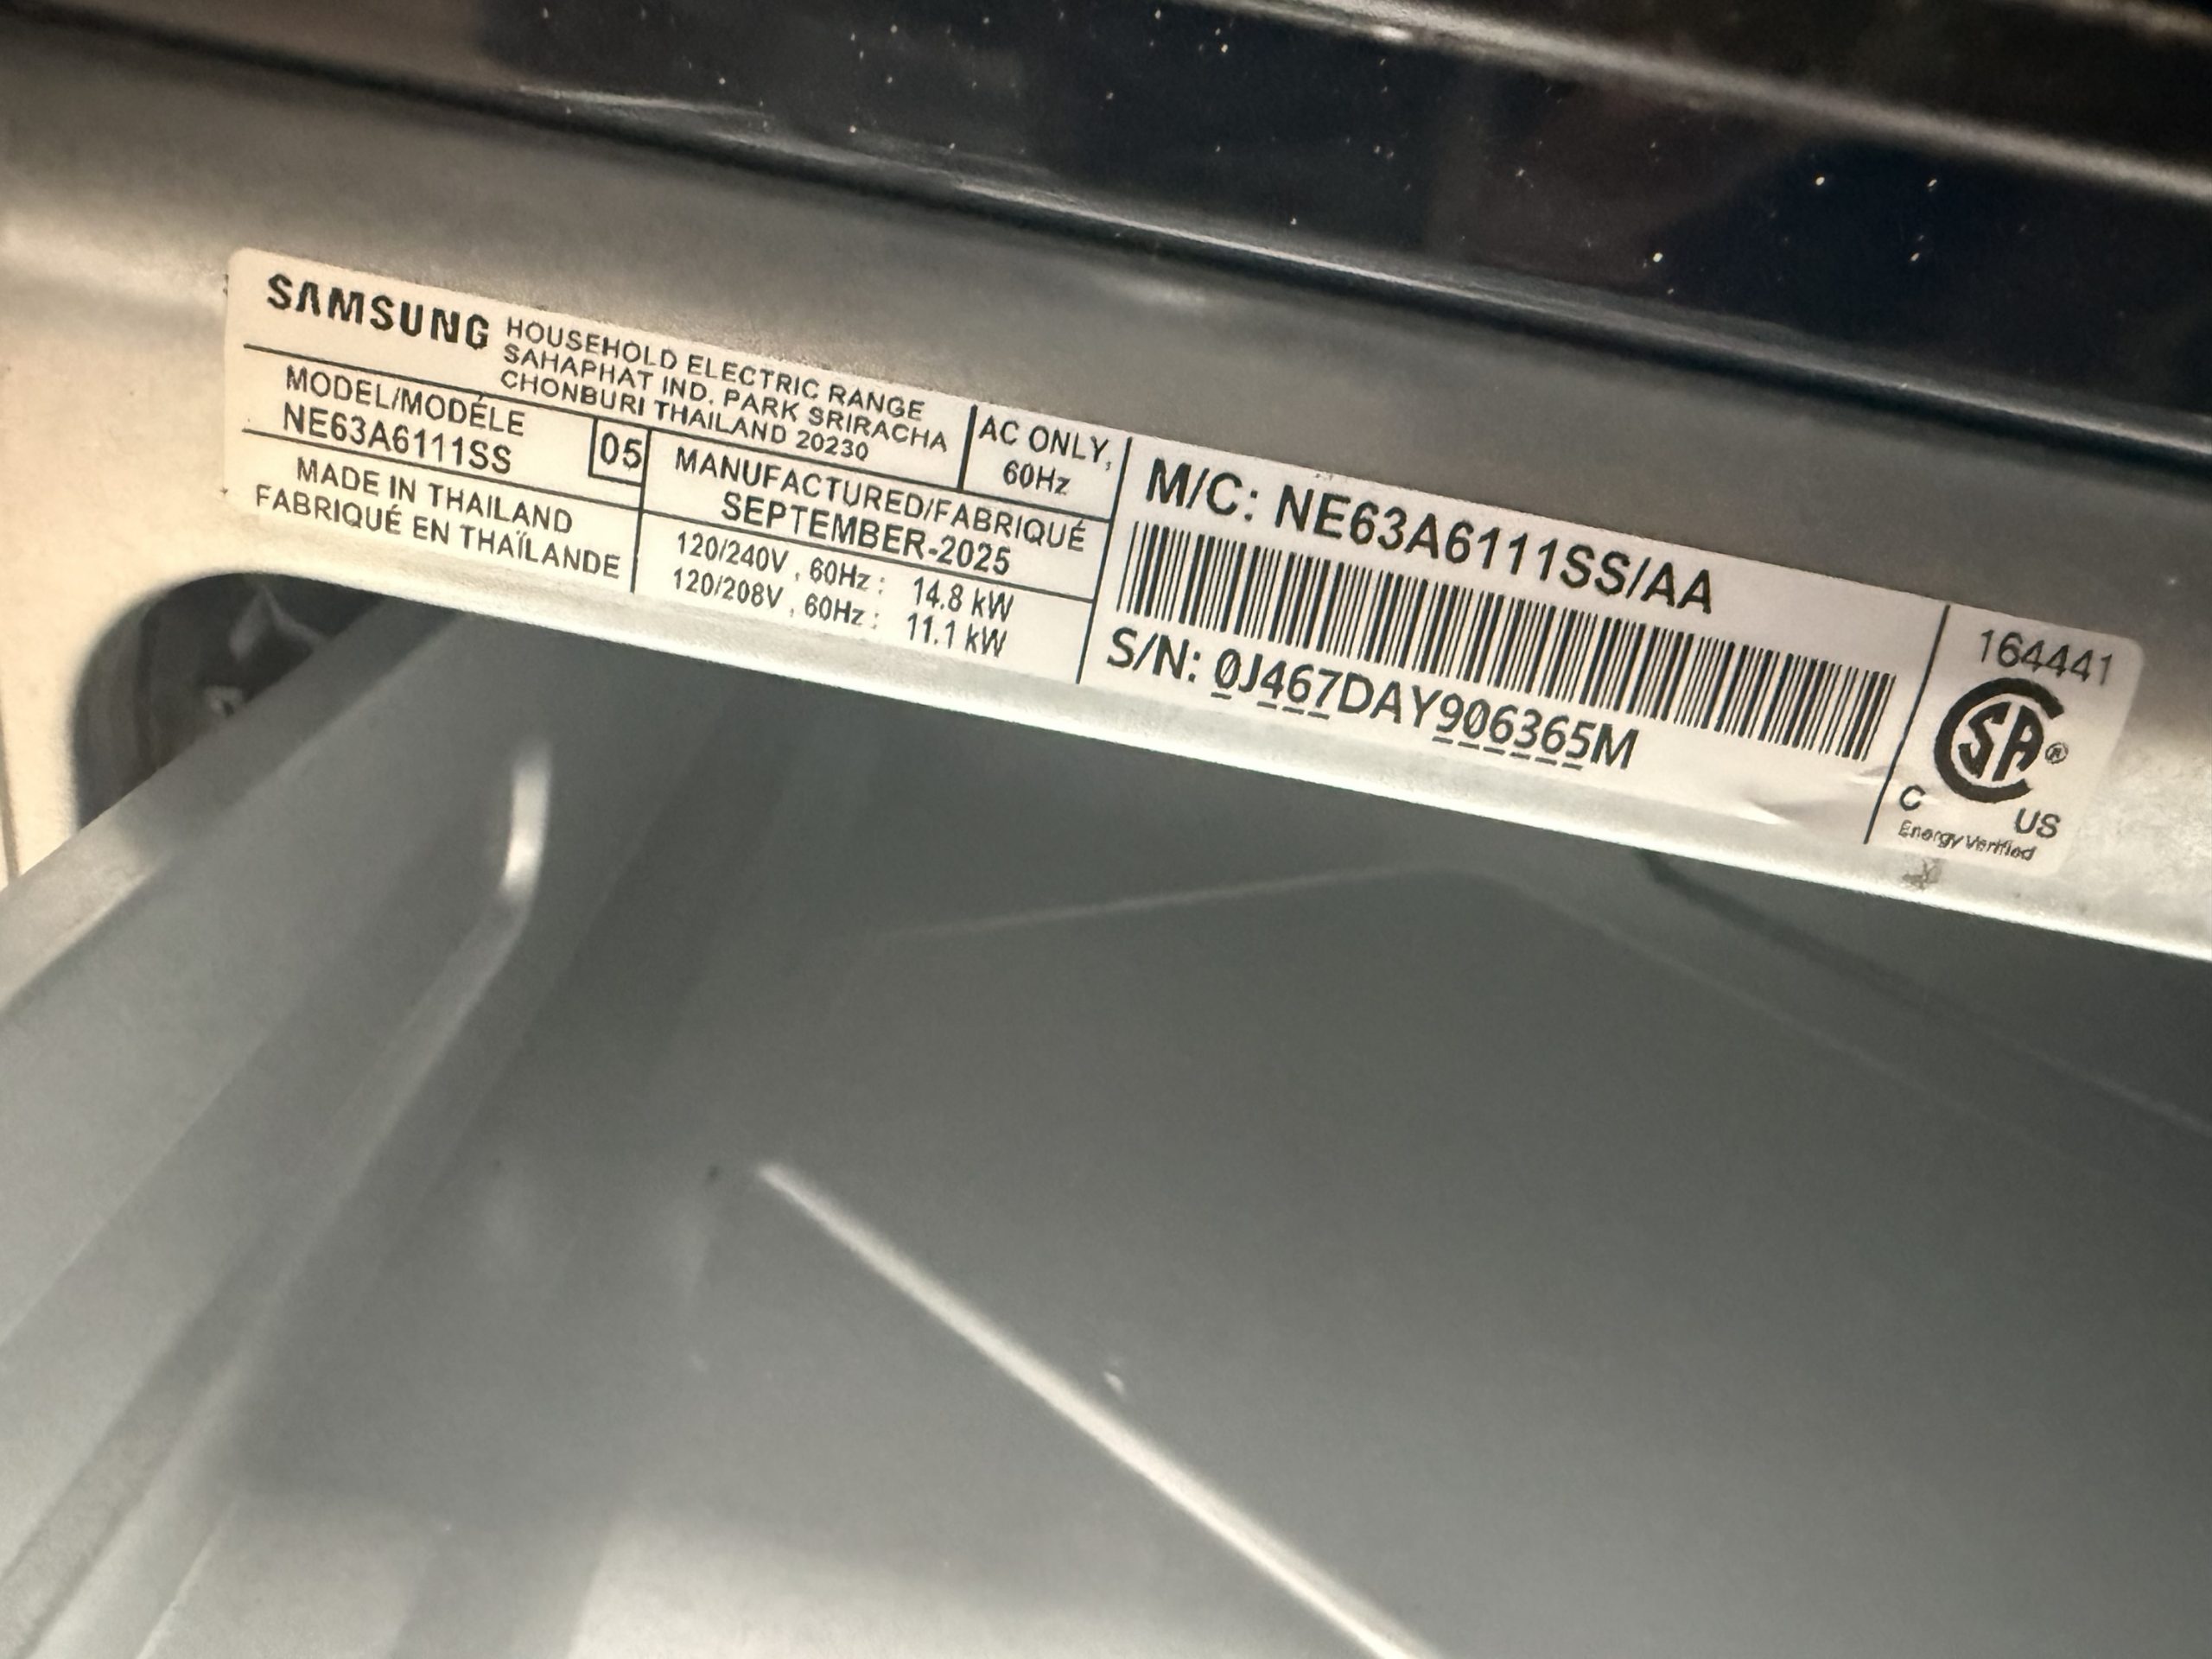 SAMSUNG
HOUSEHOLD ELECTRIC RANGE
SAHAPHAT IND. PARK SRIRACHA
CHONBURI THAILAND 20230
AC ONLY,
60Hz
MODEL/MODÉLE
NE63A6111SS
05
MANUFACTURED/FABRIQUÉ
SEPTEMBER-2025
MADE IN THAILAND
FABRIQUÉ EN THAÏLANDE
120/240V , 60Hz : 14.8 kW
120/208V , 60Hz : 11.1 kW
M/C: NE63A6111SS/AA
S/N: 0J467DAY906365M
164441
CSA®
C US
Energy Verified